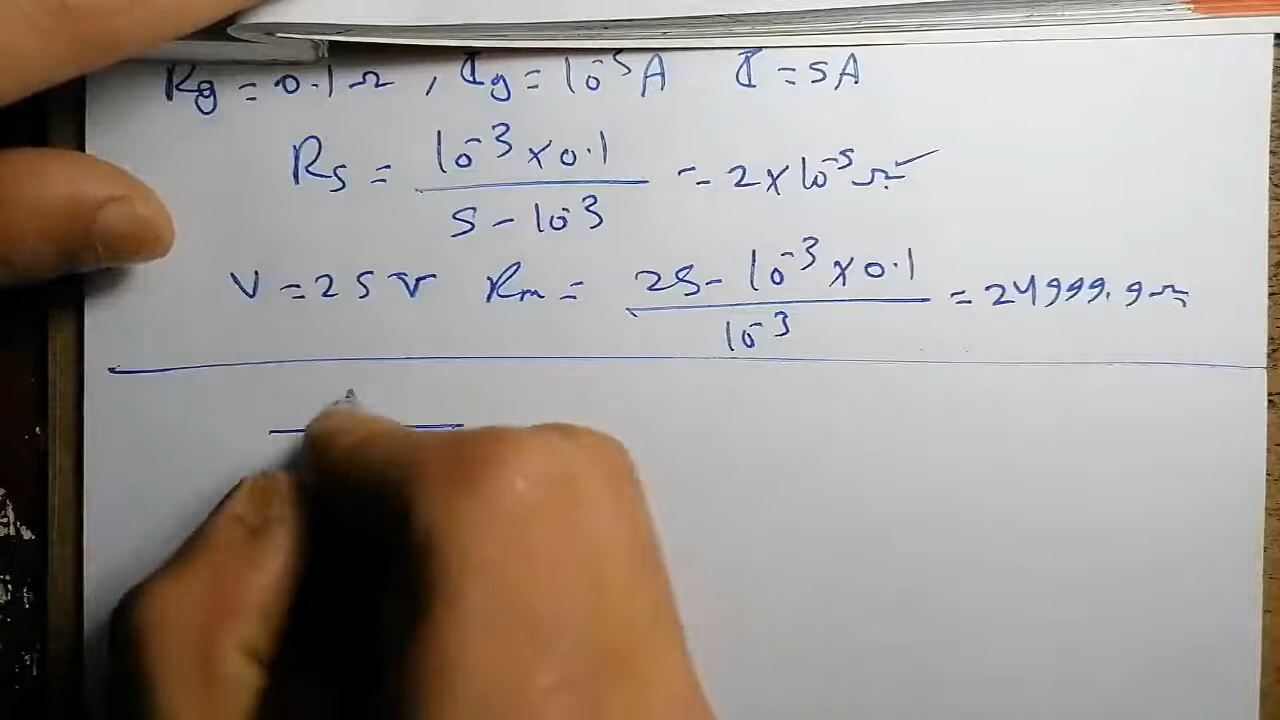 Rg = 0.1 Ω , Ig = 10⁻⁵A I = 5A
Rs = 10⁻³ × 0.1 / 5 - 10⁻³ = 2 × 10⁻⁵ Ω
V = 25 V Rm = 25 - 10⁻³ × 0.1 / 10⁻³ = 24999.9 Ω